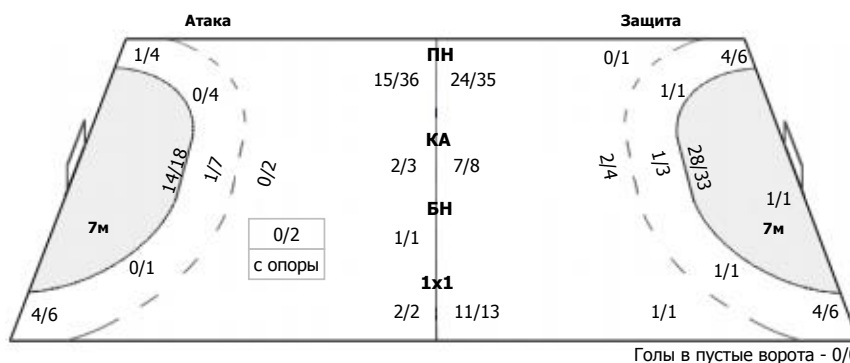 Атака Защита
1/4 ПН 0/1 4/6
15/36 24/35
0/4 1/1
КА
14/18 1/7 0/2 2/3 7/8 2/4 1/3 28/33
БН 1/1
7м 0/2 1/1 7м
с опоры
0/1 1/1
1x1
4/6 2/2 11/13 1/1 4/6
Голы в пустые ворота - 0/